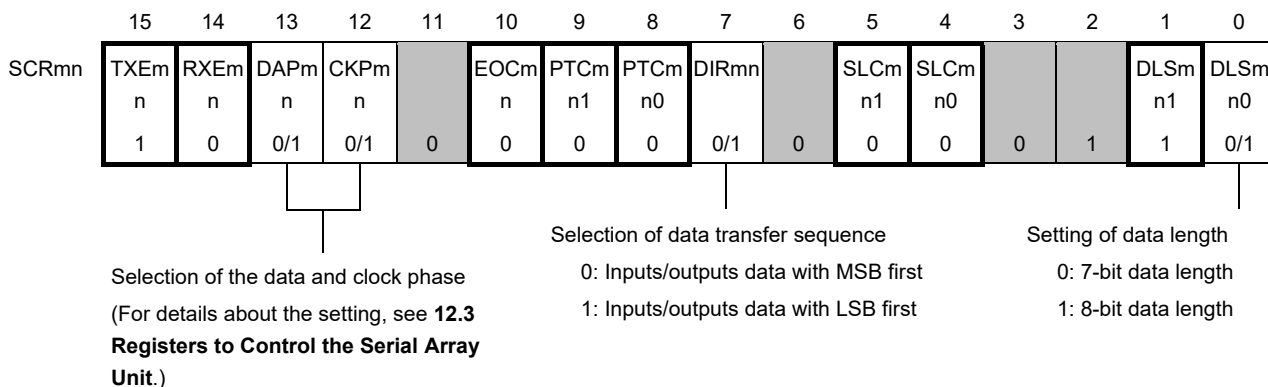 15 14 13 12 11 10 9 8 7 6 5 4 3 2 1 0
SCRmn TXEm RXEm DAPm CKPm EOCm PTCm PTCm DIRmn SLCm SLCm DLSm DLSm
n n n n n n1 n0 n1 n0 n1 n0
1 0 0/1 0/1 0 0 0 0 0/1 0 0 0 0 1 1 0/1
Selection of the data and clock phase
(For details about the setting, see 12.3
Registers to Control the Serial Array
Unit.)
Selection of data transfer sequence
0: Inputs/outputs data with MSB first
1: Inputs/outputs data with LSB first
Setting of data length
0: 7-bit data length
1: 8-bit data length